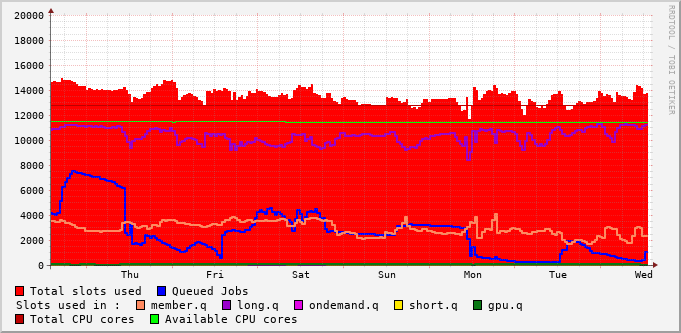 20000
18000
16000
14000
12000
10000
8000
6000
4000
2000
0
Thu Fri Sat Sun Mon Tue Wed
RRDTOOL / TOBI OETIKER
Total slots used Queued Jobs
Slots used in : member.q long.q ondemand.q short.q gpu.q
Total CPU cores Available CPU cores